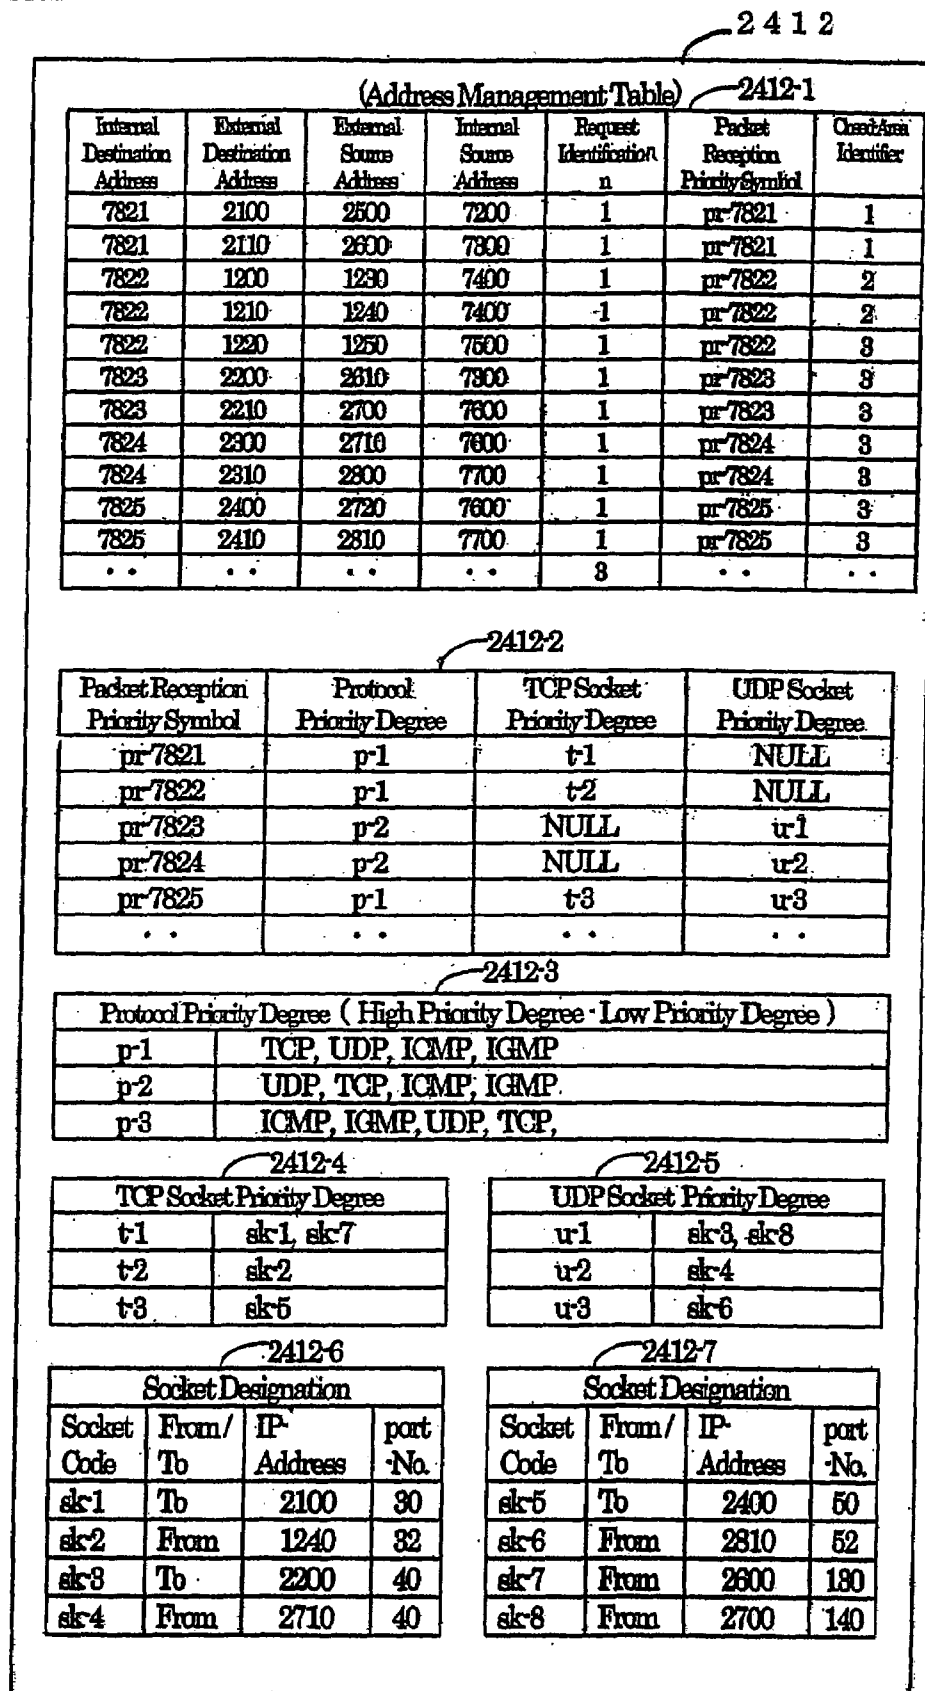 2412
(Address Management Table) 2412-1
Internal Destination Address | External Destination Address | External Source Address | Internal Source Address | Request Identification n | Packet Reception Priority Symbol | Closed-Area Identifier
7821 | 2100 | 2500 | 7200 | 1 | pr-7821 | 1
7821 | 2110 | 2600 | 7300 | 1 | pr-7821 | 1
7822 | 1200 | 1230 | 7400 | 1 | pr-7822 | 2
7822 | 1210 | 1240 | 7400 | 1 | pr-7822 | 2
7822 | 1220 | 1250 | 7500 | 1 | pr-7822 | 3
7823 | 2200 | 2610 | 7300 | 1 | pr-7823 | 3
7823 | 2210 | 2700 | 7600 | 1 | pr-7823 | 3
7824 | 2300 | 2710 | 7600 | 1 | pr-7824 | 3
7824 | 2310 | 2800 | 7700 | 1 | pr-7824 | 3
7825 | 2400 | 2720 | 7600 | 1 | pr-7825 | 3
7825 | 2410 | 2810 | 7700 | 1 | pr-7825 | 3
. . | . . | . . | . . | 3 | . . | . .
2412-2
Packet Reception Priority Symbol | Protocol Priority Degree | TCP Socket Priority Degree | UDP Socket Priority Degree
pr-7821 | p-1 | t-1 | NULL
pr-7822 | p-1 | t-2 | NULL
pr-7823 | p-2 | NULL | u-1
pr-7824 | p-2 | NULL | u-2
pr-7825 | p-1 | t-3 | u-3
. . | . . | . . | . .
2412-3
Protocol Priority Degree ( High Priority Degree - Low Priority Degree )
p-1 | TCP, UDP, ICMP, IGMP
p-2 | UDP, TCP, ICMP, IGMP
p-3 | ICMP, IGMP, UDP, TCP,
2412-4
TCP Socket Priority Degree
t-1 | sk-1, sk-7
t-2 | sk-2
t-3 | sk-5
2412-5
UDP Socket Priority Degree
u-1 | sk-3, sk-8
u-2 | sk-4
u-3 | sk-6
2412-6
Socket Designation
Socket Code | From/ To | IP- Address | port No.
sk-1 | To | 2100 | 30
sk-2 | From | 1240 | 32
sk-3 | To | 2200 | 40
sk-4 | From | 2710 | 40
2412-7
Socket Designation
Socket Code | From/ To | IP- Address | port No.
sk-5 | To | 2400 | 50
sk-6 | From | 2810 | 52
sk-7 | From | 2600 | 130
sk-8 | From | 2700 | 140